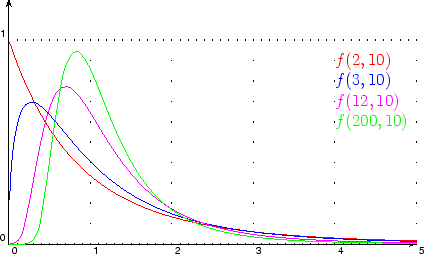 1
f(2,10)
f(3,10)
f(12,10)
f(200,10)
0
0 1 2 3 4 5